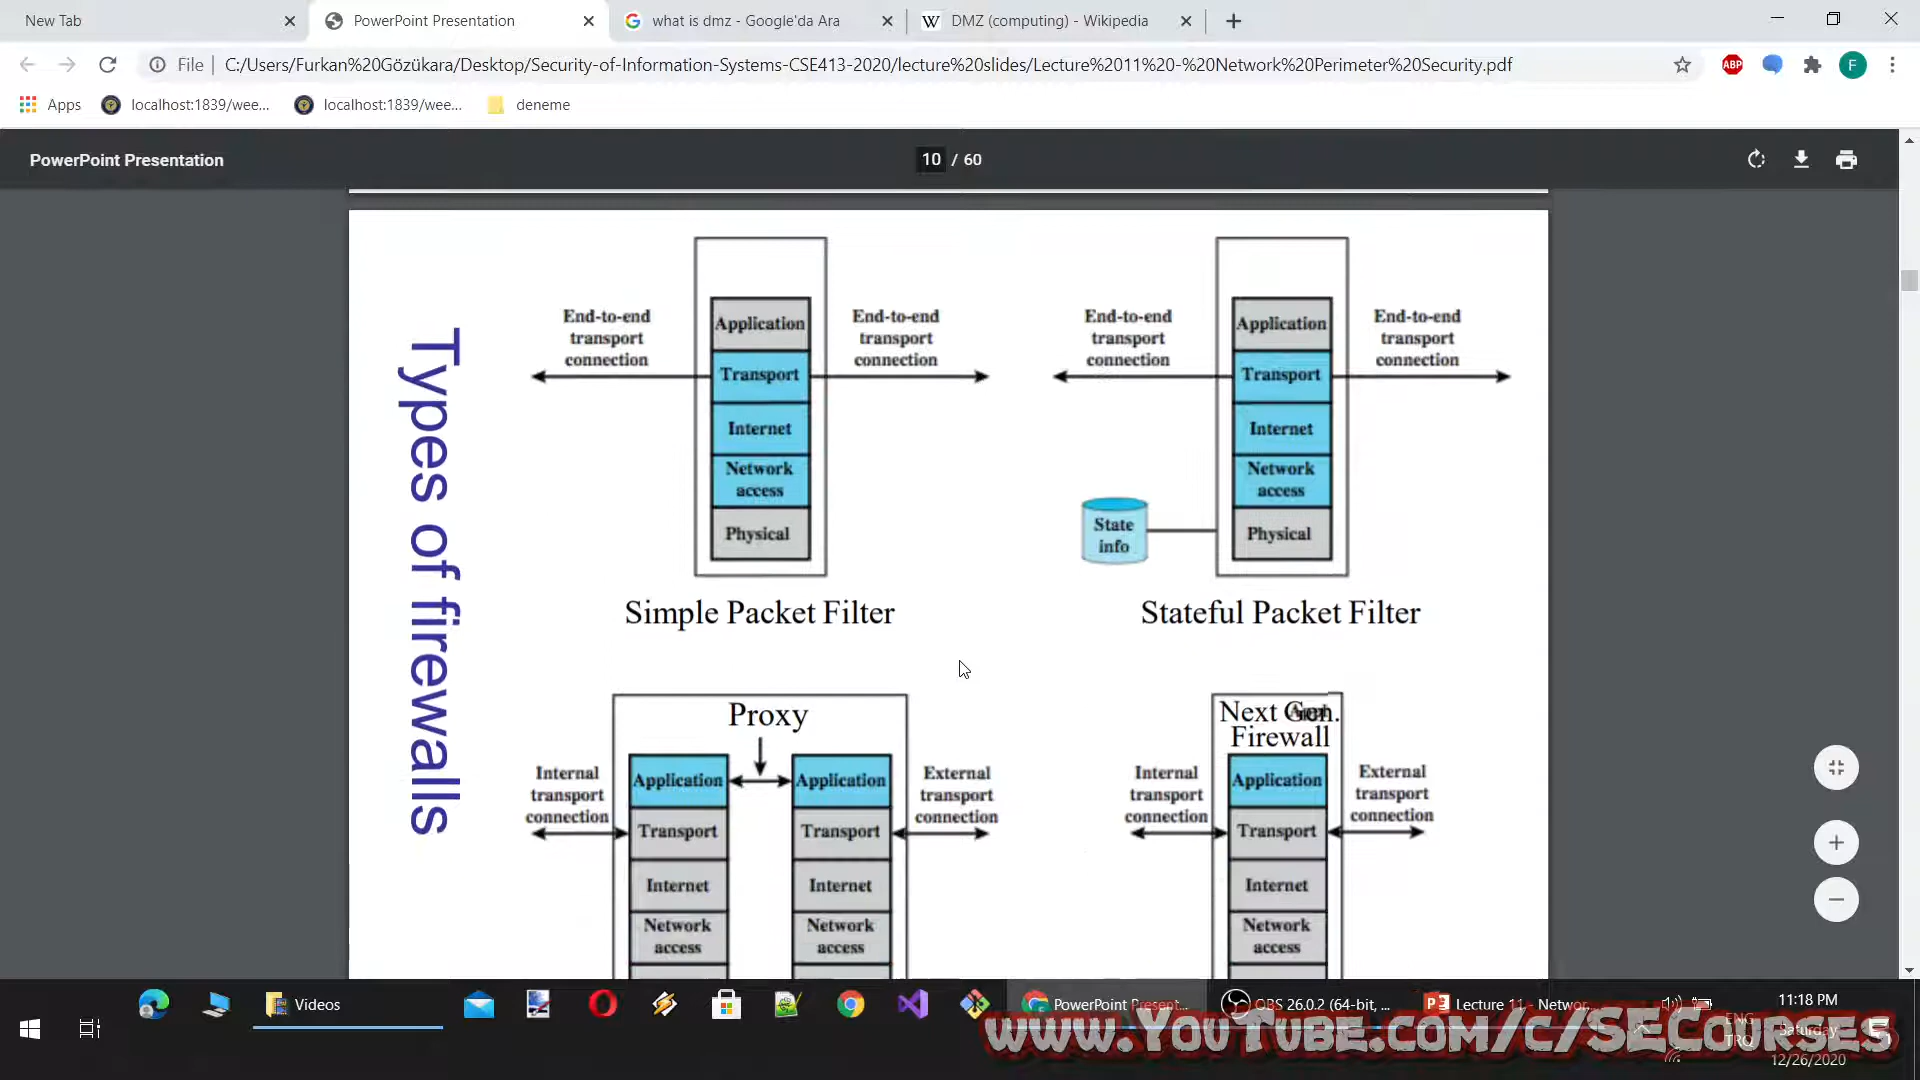 New Tab
PowerPoint Presentation
what is dmz - Google'da Ara
DMZ (computing) - Wikipedia
File
C:/Users/Furkan%20Gözükara/Desktop/Security-of-Information-Systems-CSE413-2020/lecture%20slides/Lecture%2011%20-%20Network%20Perimeter%20Security.pdf
ABP
F
Apps
localhost:1839/wee...
localhost:1839/wee...
deneme
PowerPoint Presentation
10 / 60
Types of firewalls
End-to-end
transport
connection
Application
Transport
Internet
Network
access
Physical
End-to-end
transport
connection
Simple Packet Filter
End-to-end
transport
connection
Application
Transport
Internet
Network
access
Physical
End-to-end
transport
connection
State
info
Stateful Packet Filter
Proxy
Internal
transport
connection
Application
Transport
Internet
Network
access
Application
Transport
Internet
Network
access
External
transport
connection
Next Gen.
Firewall
Internal
transport
connection
Application
Transport
Internet
Network
access
External
transport
connection
Videos
PowerPoint Present...
OBS 26.0.2 (64-bit, ...
Lecture 11 - Networ...
ENG
TRQ
11:18 PM
Saturday
12/26/2020
www.YouTube.com/c/SECourses